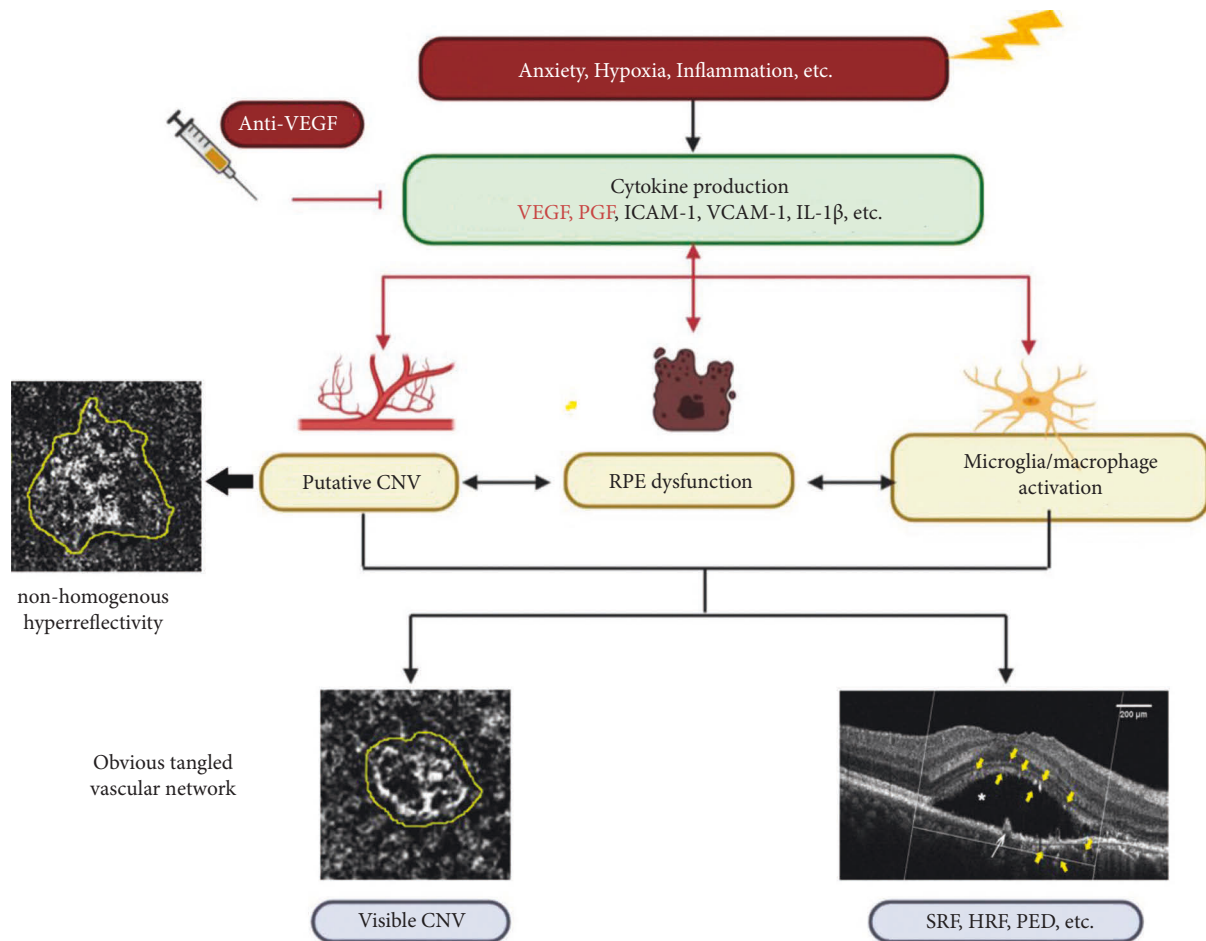 Anxiety, Hypoxia, Inflammation, etc.
Anti-VEGF
Cytokine production
VEGF, PGF, ICAM-1, VCAM-1, IL-1β, etc.
Putative CNV
RPE dysfunction
Microglia/macrophage
activation
non-homogenous
hyperreflectivity
200 µm
*
Obvious tangled
vascular network
Visible CNV
SRF, HRF, PED, etc.